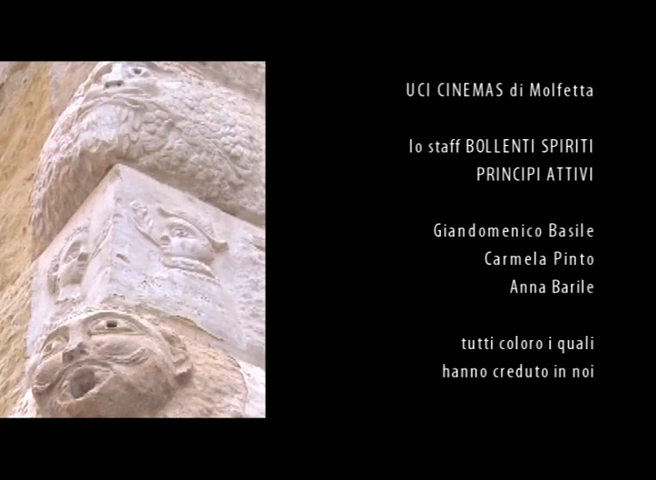 UCI CINEMAS di Molfetta
lo staff BOLLENTI SPIRITI
PRINCIPI ATTIVI
Giandomenico Basile
Carmela Pinto
Anna Barile
tutti coloro i quali
hanno creduto in noi